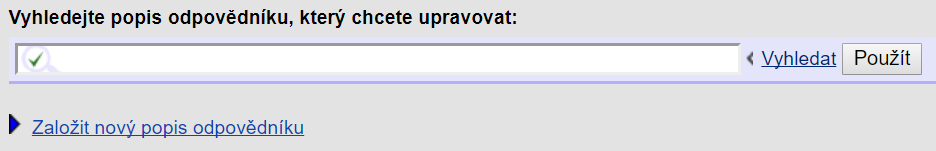 Vyhledejte popis odpovědníku, který chcete upravovat:
Vyhledat Použít
Založit nový popis odpovědníku